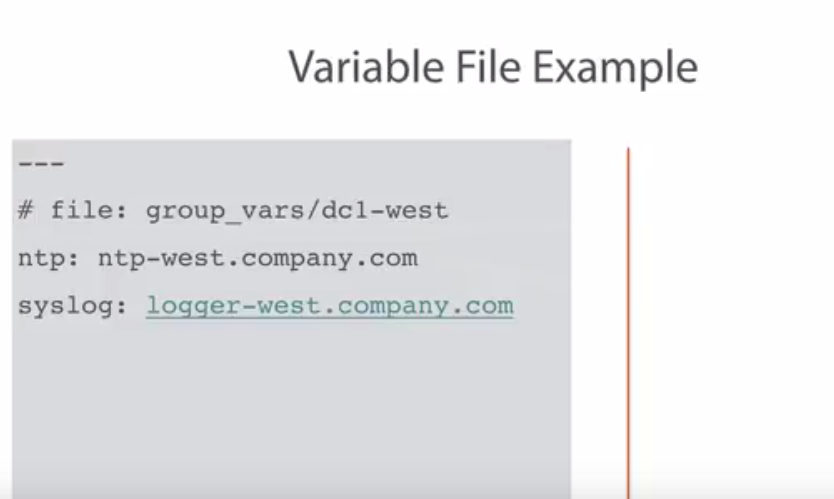 Variable File Example
---
# file: group_vars/dc1-west
ntp: ntp-west.company.com
syslog: logger-west.company.com